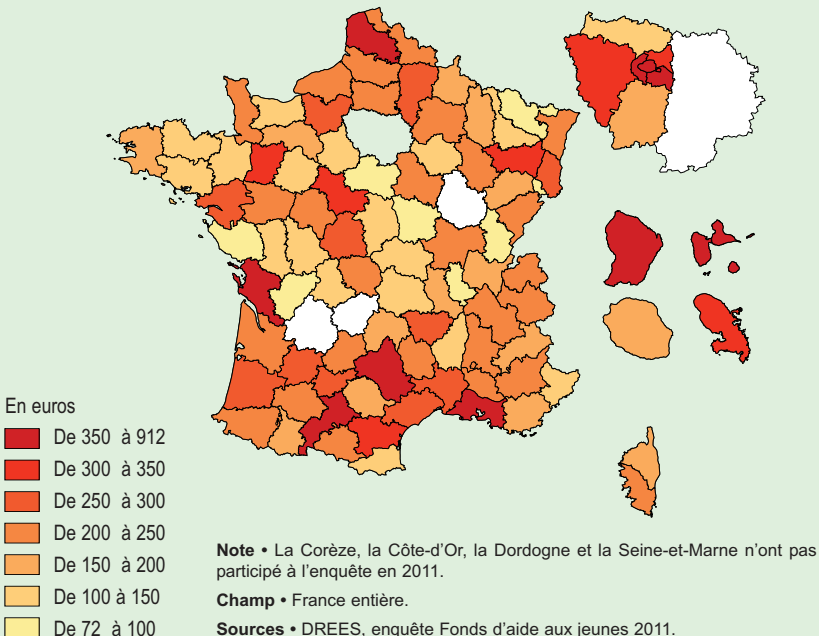 En euros
De 350 à 912
De 300 à 350
De 250 à 300
De 200 à 250
De 150 à 200
De 100 à 150
De 72 à 100
Note • La Corèze, la Côte-d'Or, la Dordogne et la Seine-et-Marne n'ont pas
participé à l'enquête en 2011.
Champ • France entière.
Sources • DREES, enquête Fonds d'aide aux jeunes 2011.